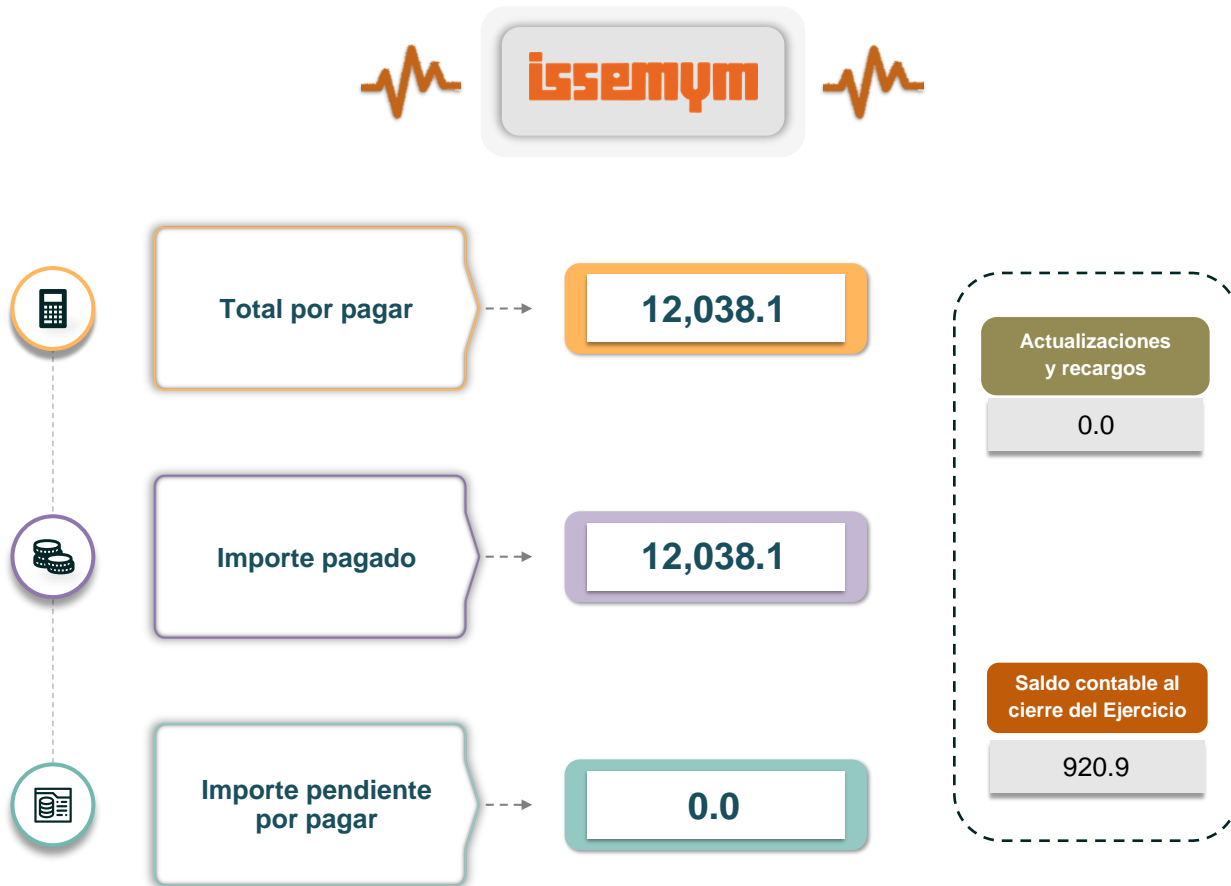 issemym
Total por pagar
12,038.1
Actualizaciones
y recargos
0.0
Importe pagado
12,038.1
Saldo contable al
cierre del Ejercicio
920.9
Importe pendiente
por pagar
0.0